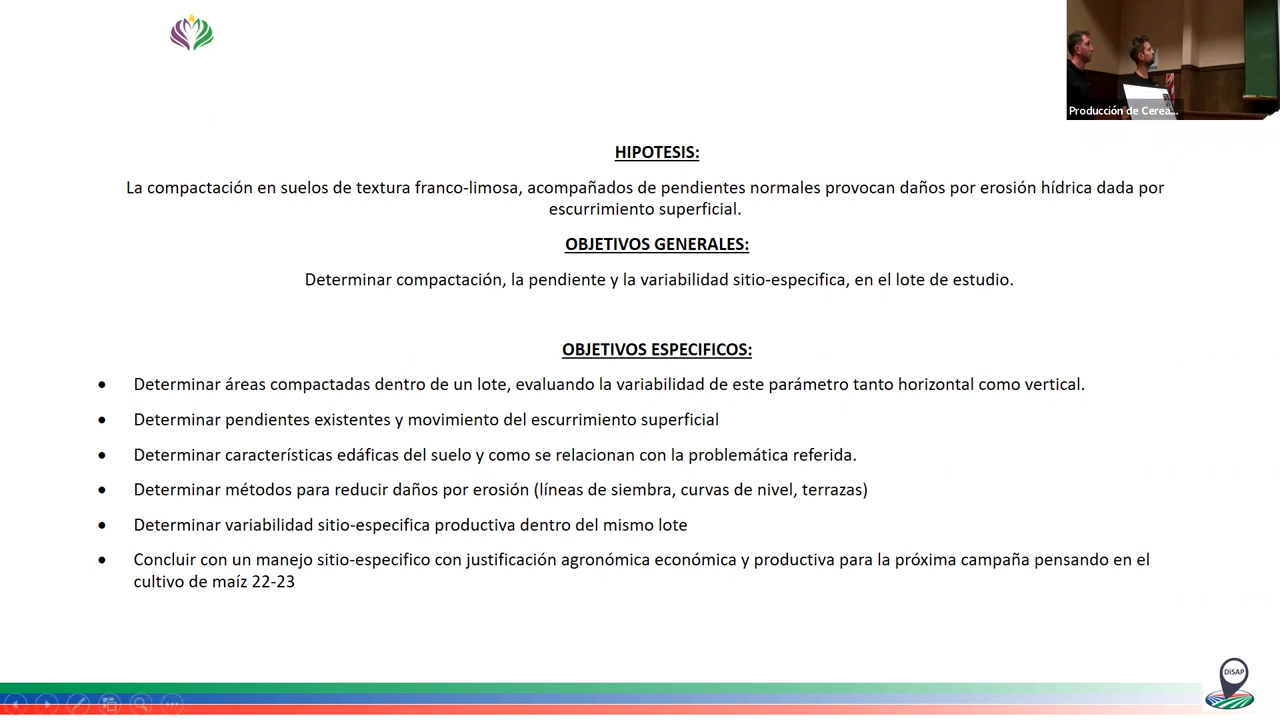 Producción de Cerea...
HIPOTESIS:
La compactación en suelos de textura franco-limosa, acompañados de pendientes normales provocan daños por erosión hídrica dada por
escurrimiento superficial.
OBJETIVOS GENERALES:
Determinar compactación, la pendiente y la variabilidad sitio-especifica, en el lote de estudio.
OBJETIVOS ESPECIFICOS:
• Determinar áreas compactadas dentro de un lote, evaluando la variabilidad de este parámetro tanto horizontal como vertical.
• Determinar pendientes existentes y movimiento del escurrimiento superficial
• Determinar características edáficas del suelo y como se relacionan con la problemática referida.
• Determinar métodos para reducir daños por erosión (líneas de siembra, curvas de nivel, terrazas)
• Determinar variabilidad sitio-especifica productiva dentro del mismo lote
• Concluir con un manejo sitio-especifico con justificación agronómica económica y productiva para la próxima campaña pensando en el
cultivo de maíz 22-23
DiSAP